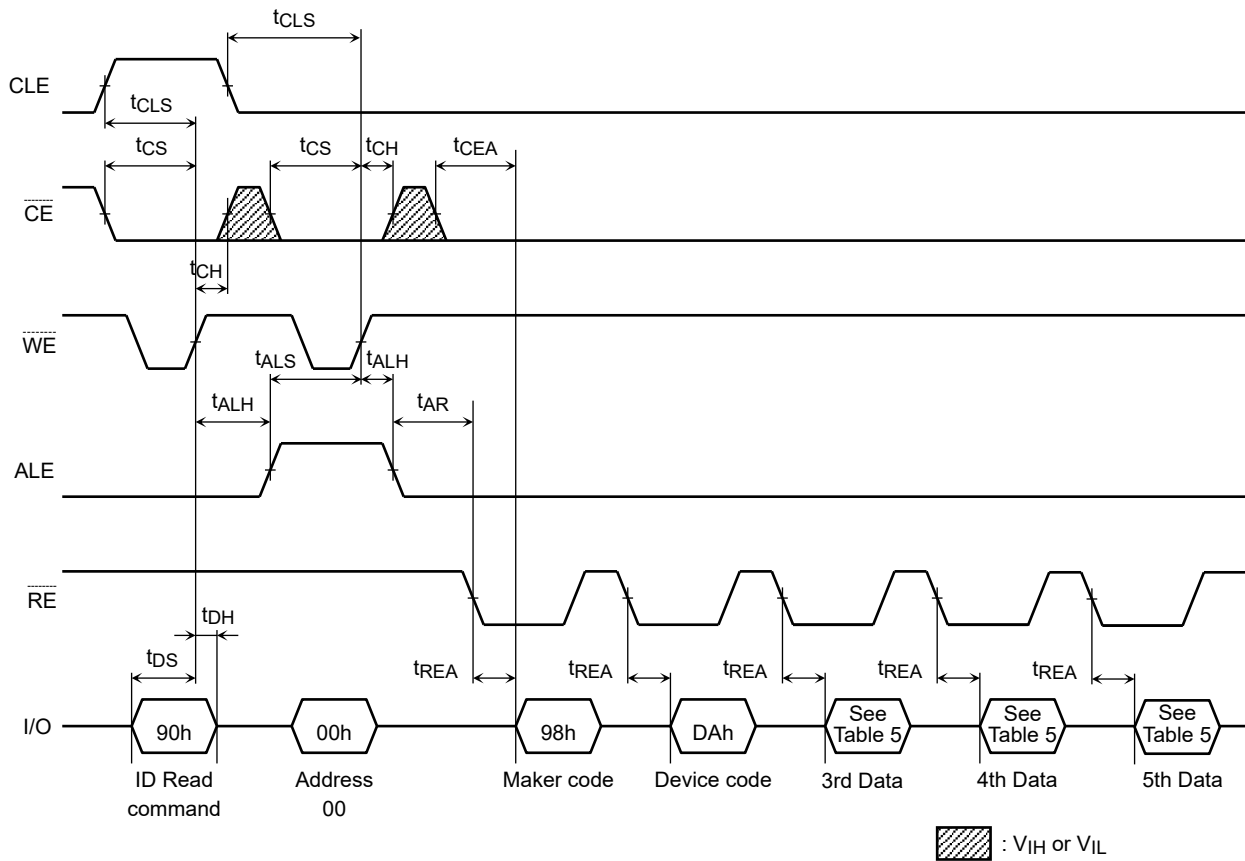 tCLS
CLE
tCLS
tCS
tCS
tCH
tCEA
CE
tCH
WE
tALS
tALH
tALH
tAR
ALE
RE
tDH
tDS
tREA
tREA
tREA
tREA
tREA
I/O
90h
00h
98h
DAh
See Table 5
See Table 5
See Table 5
ID Read command
Address 00
Maker code
Device code
3rd Data
4th Data
5th Data
: VIH or VIL